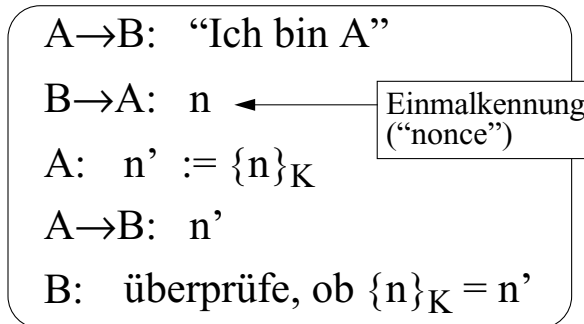 A→B: “Ich bin A”
B→A: n
Einmalkennung
(“nonce”)
A: n’ := {n}K
A→B: n’
B: überprüfe, ob {n}K = n’